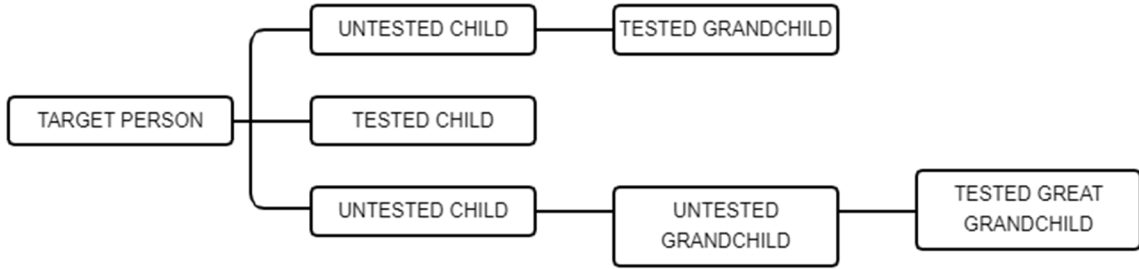 UNTESTED CHILD
TESTED GRANDCHILD
TARGET PERSON
TESTED CHILD
UNTESTED CHILD
UNTESTED
GRANDCHILD
TESTED GREAT
GRANDCHILD